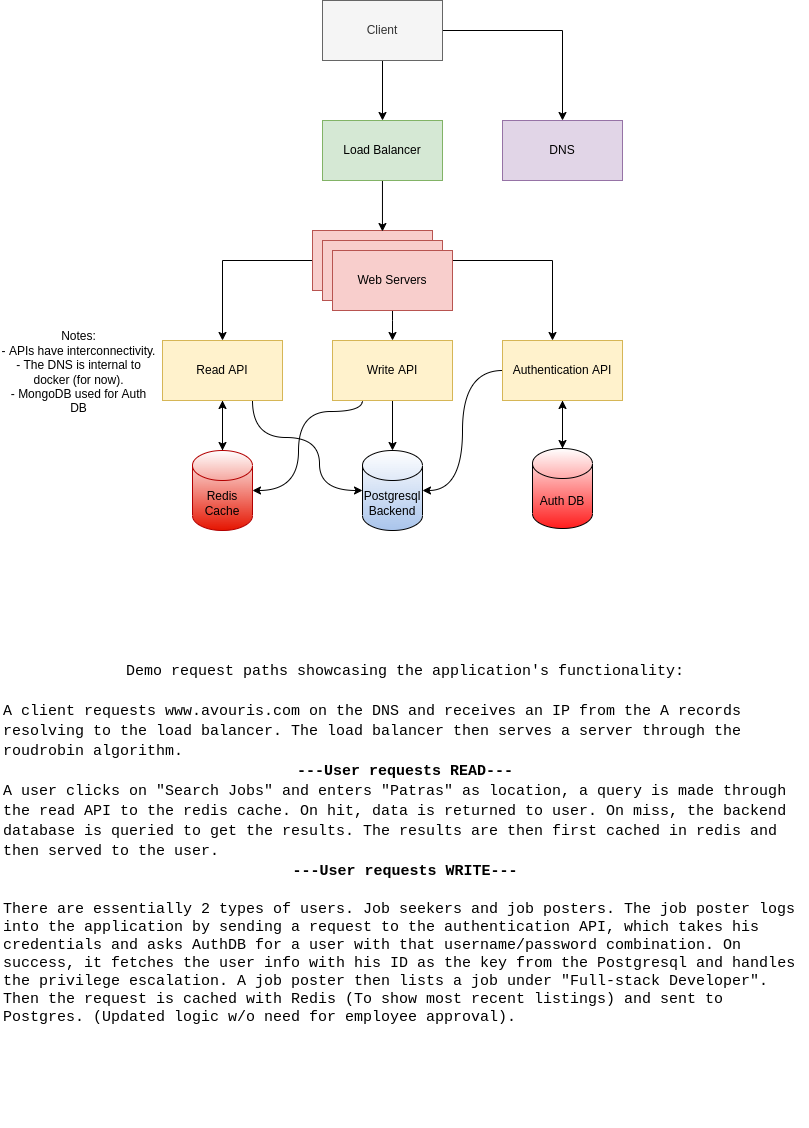 Client
Load Balancer
DNS
Web Servers
Notes:
- APIs have interconnectivity.
- The DNS is internal to
docker (for now).
- MongoDB used for Auth
DB
Read API
Write API
Authentication API
Redis
Cache
Postgresql
Backend
Auth DB
Demo request paths showcasing the application's functionality:
A client requests www.avouris.com on the DNS and receives an IP from the A records
resolving to the load balancer. The load balancer then serves a server through the
roudrobin algorithm.
---User requests READ---
A user clicks on "Search Jobs" and enters "Patras" as location, a query is made through
the read API to the redis cache. On hit, data is returned to user. On miss, the backend
database is queried to get the results. The results are then first cached in redis and
then served to the user.
---User requests WRITE---
There are essentially 2 types of users. Job seekers and job posters. The job poster logs
into the application by sending a request to the authentication API, which takes his
credentials and asks AuthDB for a user with that username/password combination. On
success, it fetches the user info with his ID as the key from the Postgresql and handles
the privilege escalation. A job poster then lists a job under "Full-stack Developer".
Then the request is cached with Redis (To show most recent listings) and sent to
Postgres. (Updated logic w/o need for employee approval).